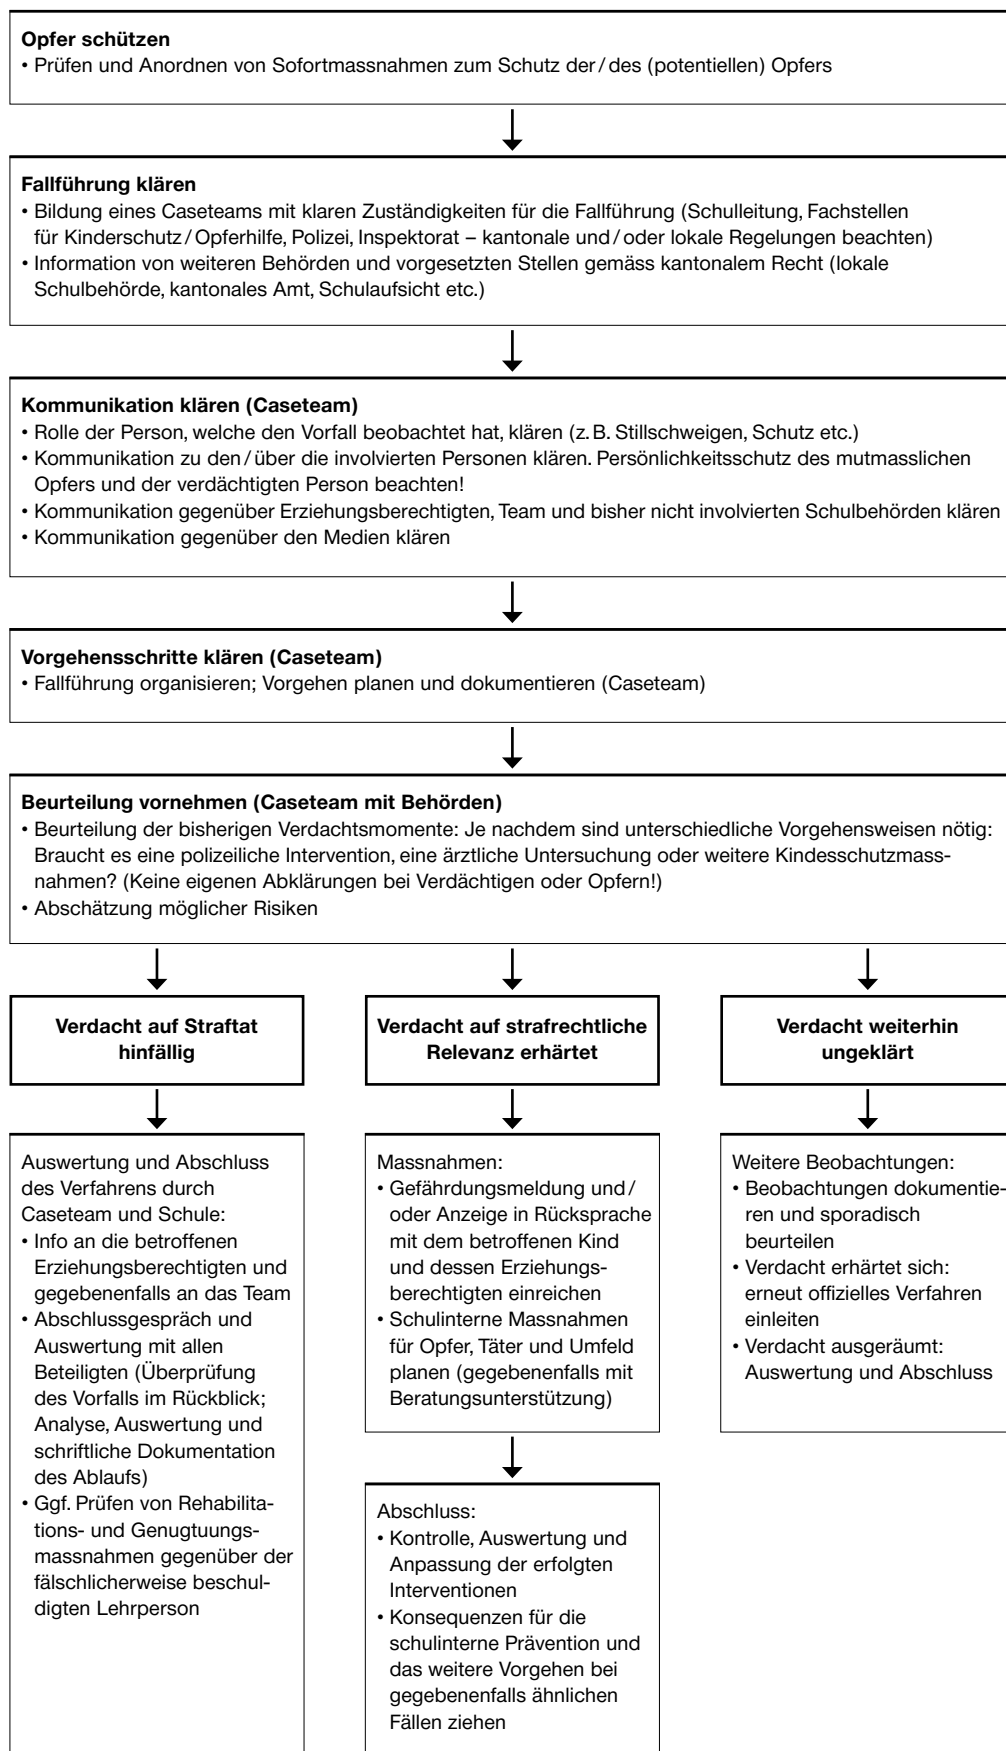 Opfer schützen
• Prüfen und Anordnen von Sofortmassnahmen zum Schutz der / des (potentiellen) Opfers
Fallführung klären
• Bildung eines Caseteams mit klaren Zuständigkeiten für die Fallführung (Schulleitung, Fachstellen
für Kinderschutz / Opferhilfe, Polizei, Inspektorat – kantonale und / oder lokale Regelungen beachten)
• Information von weiteren Behörden und vorgesetzten Stellen gemäss kantonalem Recht (lokale
Schulbehörde, kantonales Amt, Schulaufsicht etc.)
Kommunikation klären (Caseteam)
• Rolle der Person, welche den Vorfall beobachtet hat, klären (z. B. Stillschweigen, Schutz etc.)
• Kommunikation zu den / über die involvierten Personen klären. Persönlichkeitsschutz des mutmasslichen
Opfers und der verdächtigten Person beachten!
• Kommunikation gegenüber Erziehungsberechtigten, Team und bisher nicht involvierten Schulbehörden klären
• Kommunikation gegenüber den Medien klären
Vorgehensschritte klären (Caseteam)
• Fallführung organisieren; Vorgehen planen und dokumentieren (Caseteam)
Beurteilung vornehmen (Caseteam mit Behörden)
• Beurteilung der bisherigen Verdachtsmomente: Je nachdem sind unterschiedliche Vorgehensweisen nötig:
Braucht es eine polizeiliche Intervention, eine ärztliche Untersuchung oder weitere Kindesschutzmass-
nahmen? (Keine eigenen Abklärungen bei Verdächtigen oder Opfern!)
• Abschätzung möglicher Risiken
Verdacht auf Straftat
hinfällig
Auswertung und Abschluss
des Verfahrens durch
Caseteam und Schule:
• Info an die betroffenen
Erziehungsberechtigten und
gegebenenfalls an das Team
• Abschlussgespräch und
Auswertung mit allen
Beteiligten (Überprüfung
des Vorfalls im Rückblick;
Analyse, Auswertung und
schriftliche Dokumentation
des Ablaufs)
• Ggf. Prüfen von Rehabilita-
tions- und Genugtuungs-
massnahmen gegenüber der
fälschlicherweise beschul-
digten Lehrperson
Verdacht auf strafrechtliche
Relevanz erhärtet
Massnahmen:
• Gefährdungsmeldung und /
oder Anzeige in Rücksprache
mit dem betroffenen Kind
und dessen Erziehungs-
berechtigten einreichen
• Schulinterne Massnahmen
für Opfer, Täter und Umfeld
planen (gegebenenfalls mit
Beratungsunterstützung)
Abschluss:
• Kontrolle, Auswertung und
Anpassung der erfolgten
Interventionen
• Konsequenzen für die
schulinterne Prävention und
das weitere Vorgehen bei
gegebenenfalls ähnlichen
Fällen ziehen
Verdacht weiterhin
ungeklärt
Weitere Beobachtungen:
• Beobachtungen dokumentie-
ren und sporadisch
beurteilen
• Verdacht erhärtet sich:
erneut offizielles Verfahren
einleiten
• Verdacht ausgeräumt:
Auswertung und Abschluss